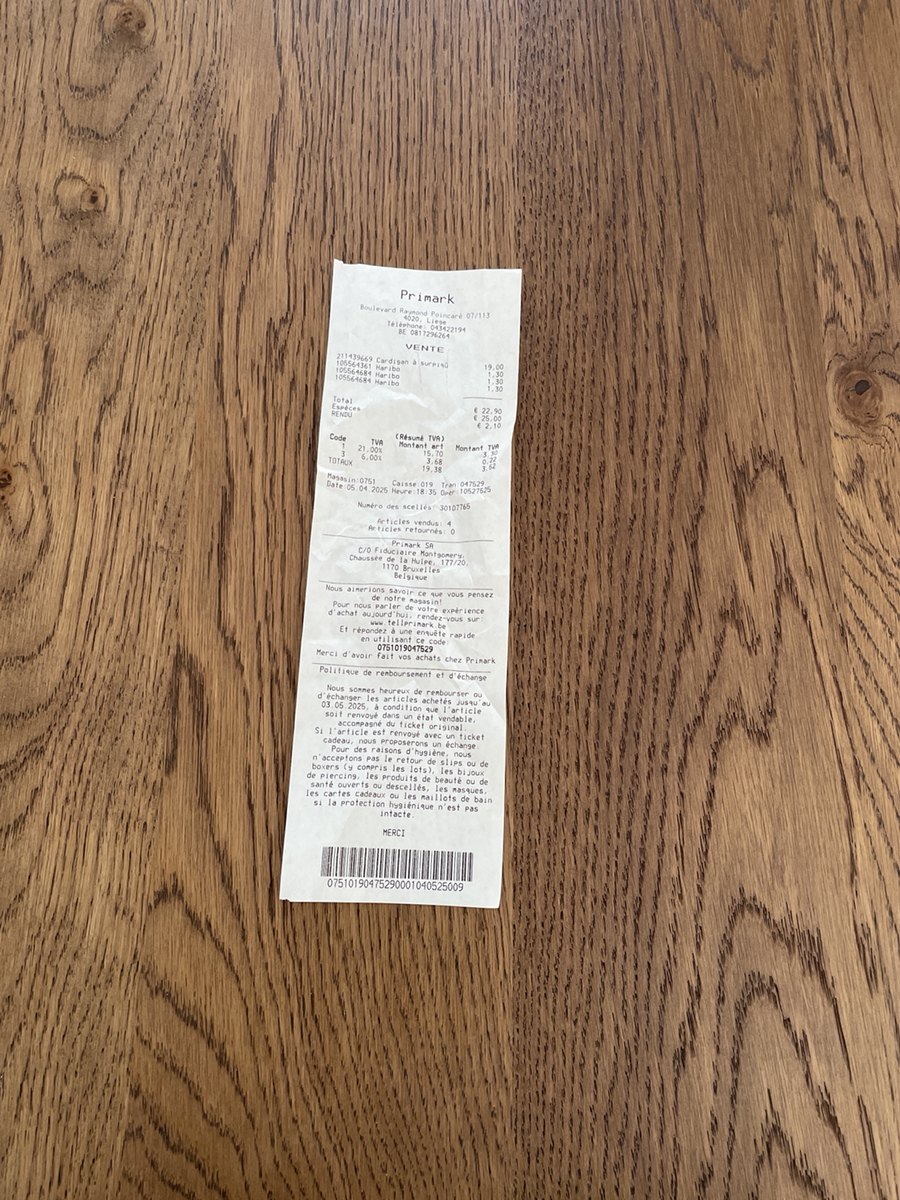 Primark
Boulevard Raymond Poincaré 07/113
4020, Liege
Téléphone: 043422194
BE 0817296264
VENTE
211439669 Cardigan à surpiq 19,00
105564361 Haribo 1,30
105564684 Haribo 1,30
105564684 Haribo 1,30
Total € 22,90
Espèces € 25,00
RENDU € 2,10
(Résumé TVA)
Code TVA Montant art Montant TVA
1 21,00% 15,70 3,30
3 6,00% 3,68 0,22
TOTAUX 19,38 3,52
Magasin:0751 Caisse:019 Tran:047529
Date:05.04.2025 Heure:18:35 Oper:10527525
Numéro des scellés: 30107765
Articles vendus: 4
Articles retournés: 0
Primark SA
C/O Fiduciaire Montgomery,
Chaussée de la Hulpe, 177/20,
1170 Bruxelles
Belgique
Nous aimerions savoir ce que vous pensez
de notre magasin!
Pour nous parler de votre expérience
d'achat aujourd'hui, rendez-vous sur:
www.tellprimark.be
Et répondez à une enquête rapide
en utilisant ce code:
0751019047529
Merci d'avoir fait vos achats chez Primark
Politique de remboursement et d'échange
Nous sommes heureux de rembourser ou
d'échanger les articles achetés jusqu'au
03.05.2025, à condition que l'article
soit renvoyé dans un état vendable,
accompagné du ticket original.
Si l'article est renvoyé avec un ticket
cadeau, nous proposerons un échange.
Pour des raisons d'hygiène, nous
n'acceptons pas le retour de slips ou de
boxers (y compris les lots), les bijoux
de piercing, les produits de beauté ou de
santé ouverts ou descellés, les masques,
les cartes cadeaux ou les maillots de bain
si la protection hygiénique n'est pas
intacte.
MERCI
07510190475290001040525009